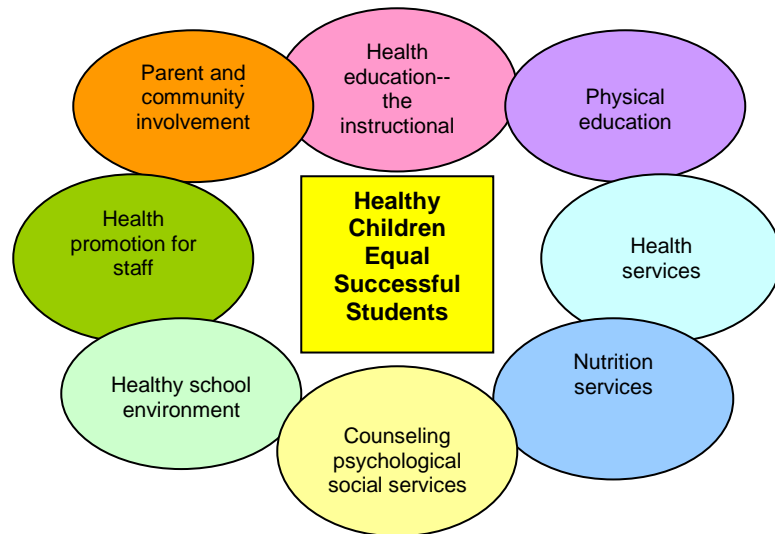 Parent and
community
involvement
Health
education--
the
instructional
Physical
education
Health
promotion for
staff
Healthy
Children
Equal
Successful
Students
Health
services
Healthy school
environment
Counseling
psychological
social services
Nutrition
services